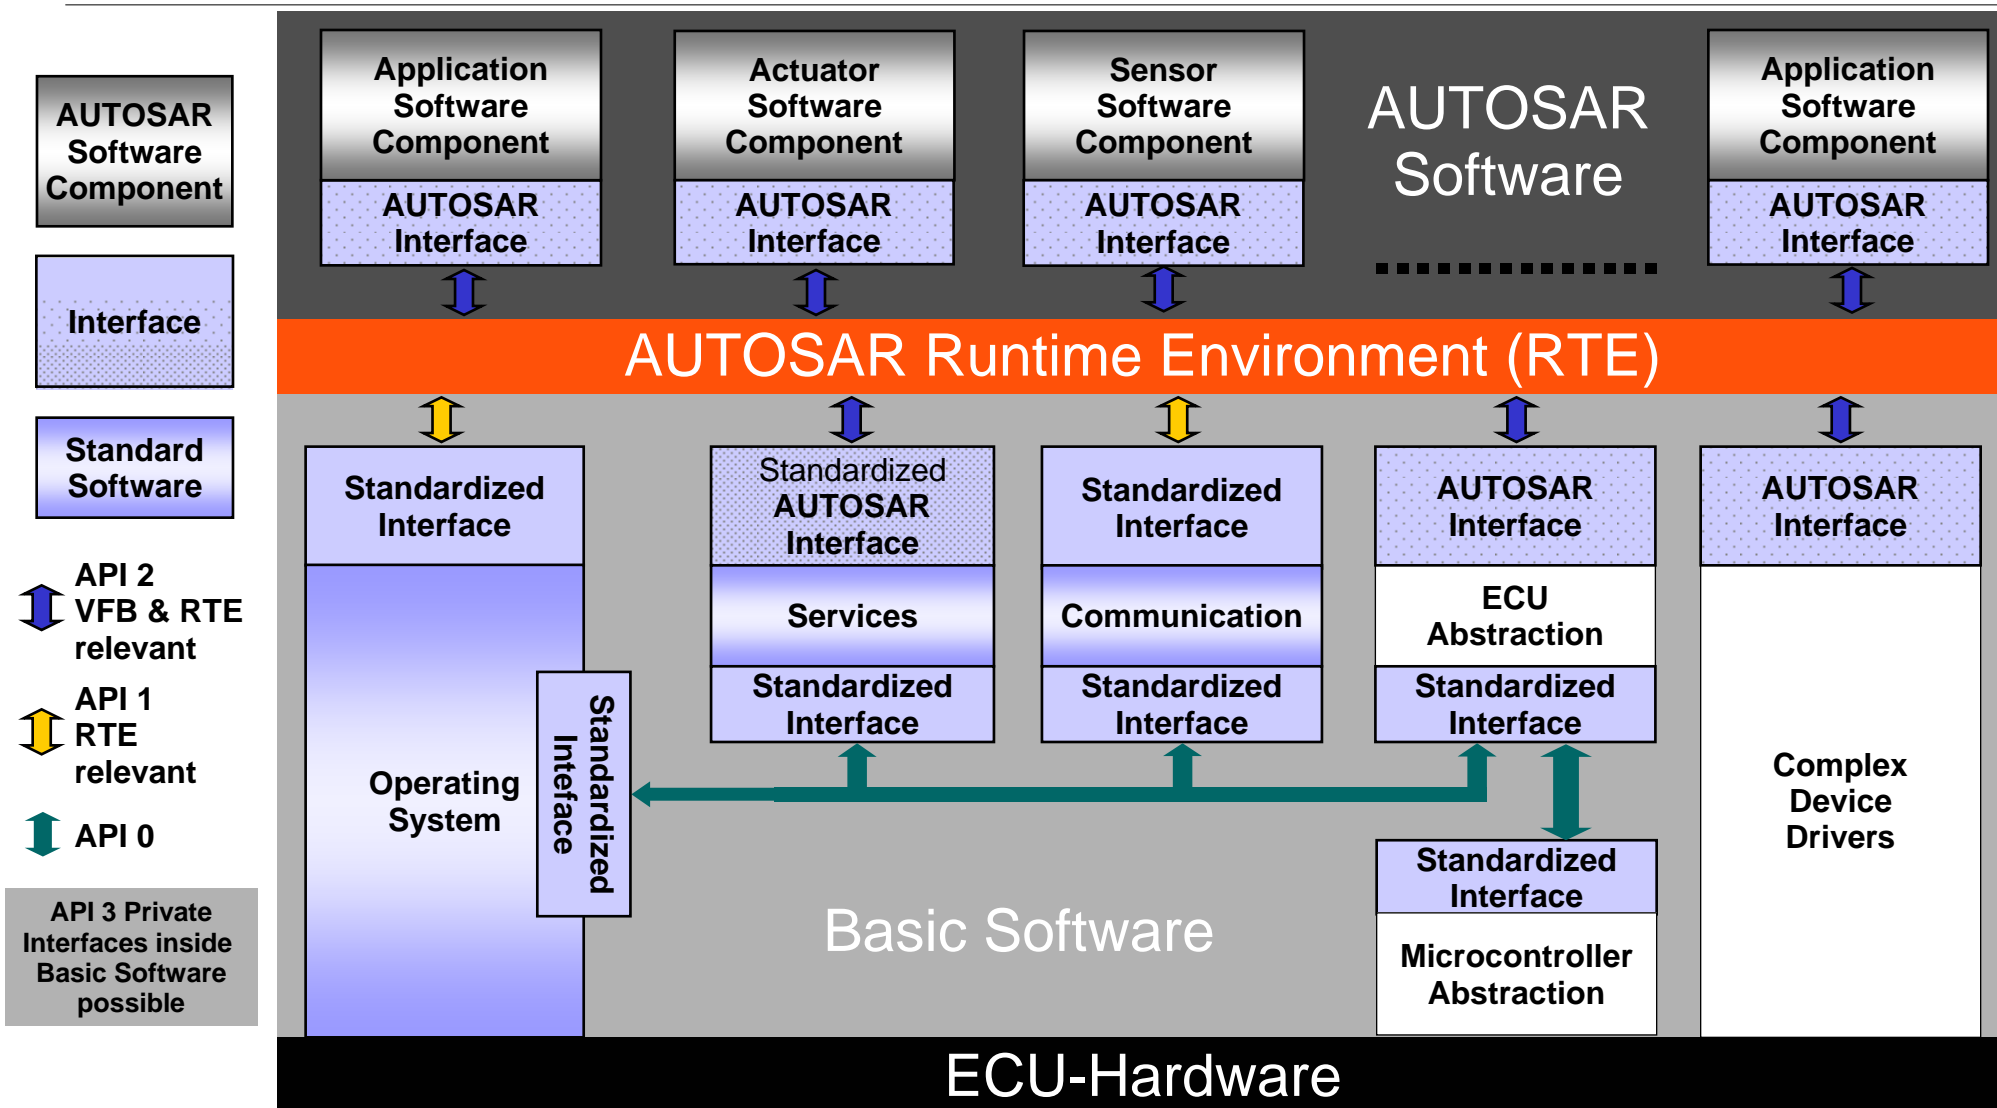 AUTOSAR
Software
Component
Interface
Standard
Software
API 2
VFB & RTE
relevant
API 1
RTE
relevant
API 0
API 3 Private
Interfaces inside
Basic Software
possible
Application
Software
Component
AUTOSAR
Interface
Actuator
Software
Component
AUTOSAR
Interface
Sensor
Software
Component
AUTOSAR
Interface
AUTOSAR
Software
Application
Software
Component
AUTOSAR
Interface
AUTOSAR Runtime Environment (RTE)
Standardized
Interface
Operating
System
Standardized
Inteface
Standardized
AUTOSAR
Interface
Services
Standardized
Interface
Standardized
Interface
Communication
Standardized
Interface
AUTOSAR
Interface
ECU
Abstraction
Standardized
Interface
Standardized
Interface
Microcontroller
Abstraction
AUTOSAR
Interface
Complex
Device
Drivers
Basic Software
ECU-Hardware